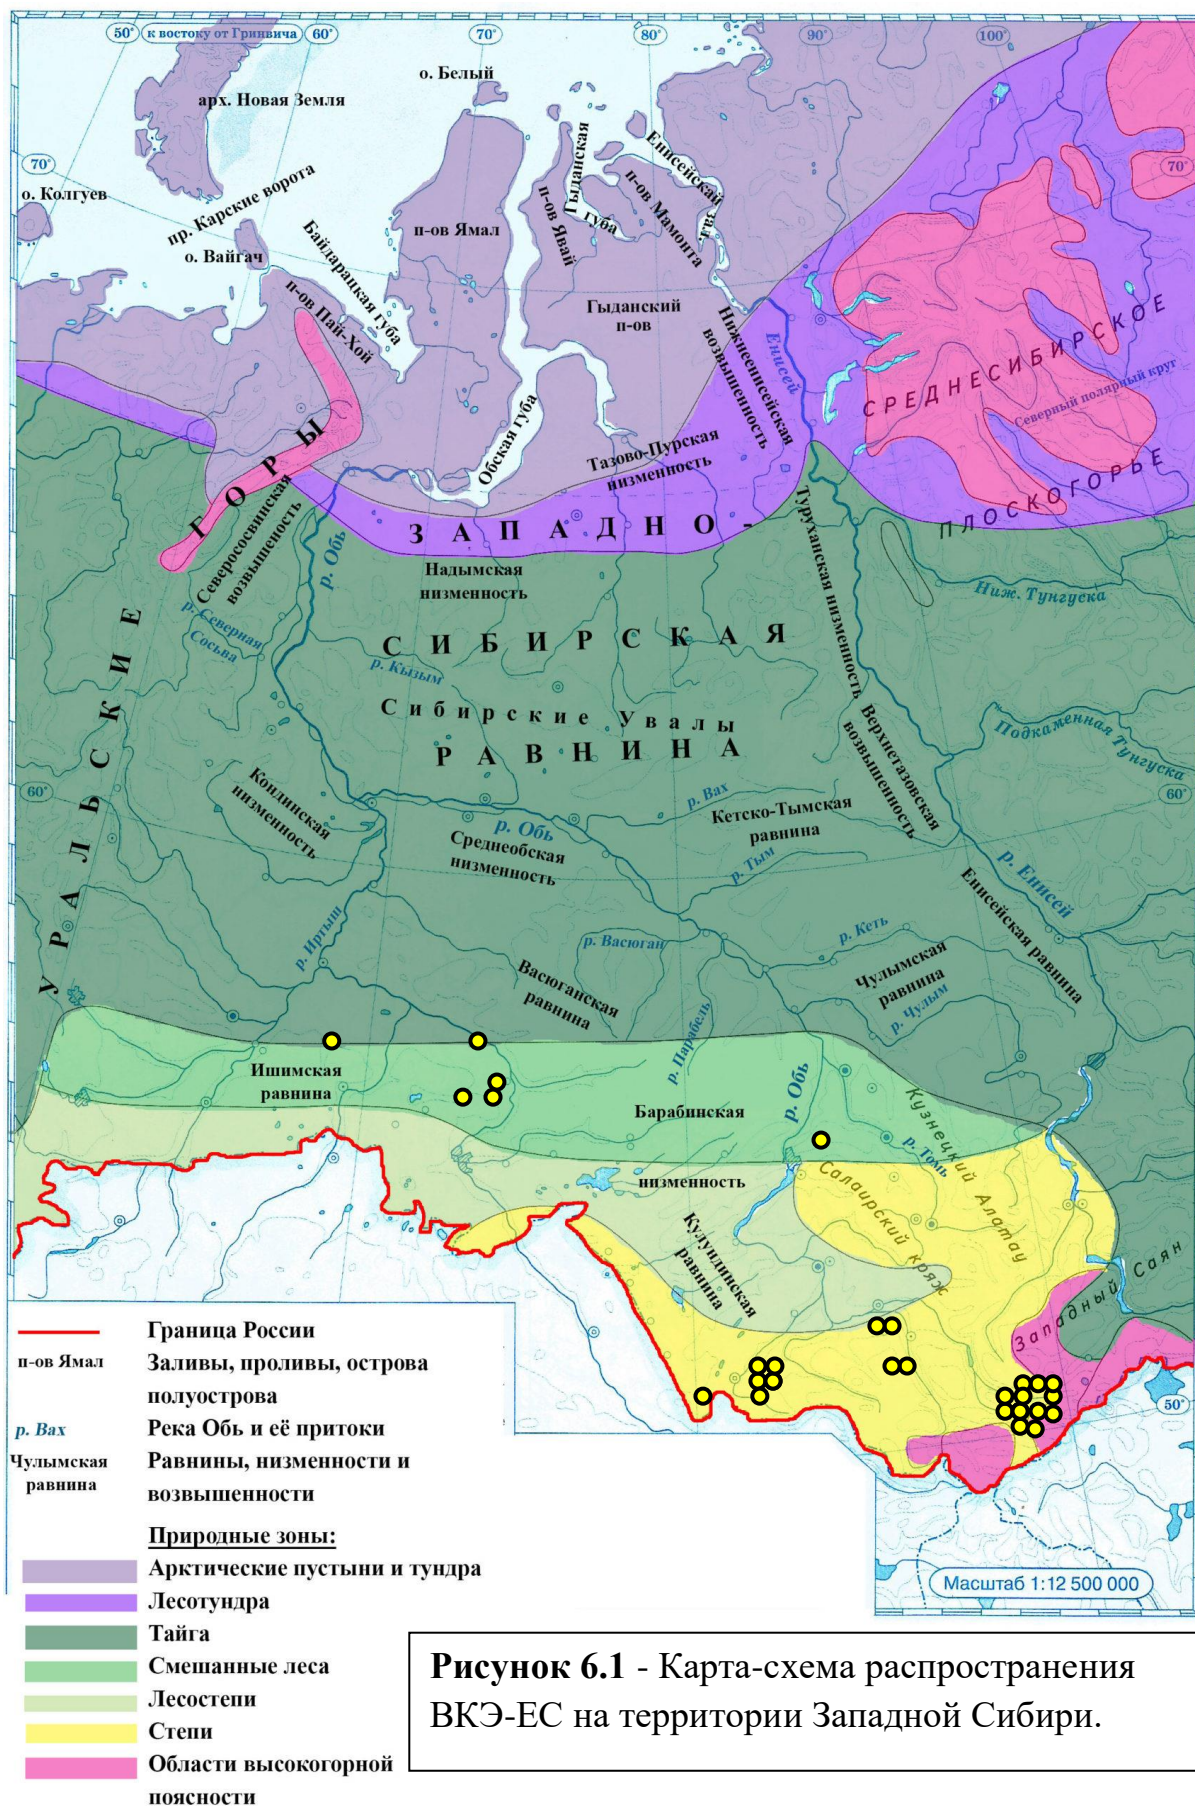 50°
к востоку от Гринвича
60°
70°
80°
90°
100°
о. Белый
арх. Новая Земля
70°
о. Колгуев
пр. Карские ворота
о. Вайгач
п-ов Пай-Хой
Байдарацкая губа
п-ов Ямал
п-ов Явай
Гыданская
губа
п-ов Мамонта
Енисейскай зал.
70°
Гыданский
п-ов
Нижнеенисейская
возвышенность
Енисей
СРЕДНЕСИБИРСКОЕ
Северный полярный круг
ПЛОСКОГОРЬЕ
Обская губа
Тазово-Пурская
низменность
ГОРЫ
Северососвинская
возвышенность
р. Обь
ЗАПАДНО-
Надымская
низменность
Туруханская низменность
Ниж. Тунгуска
р. Северная
Сосьва
СИБИРСКАЯ
р. Кызым
Сибирские Увалы
РАВНИНА
Верхнетазовская
возвышенность
Подкаменная Тунгуска
УРАЛЬСКИЕ
60°
60°
Кондинская
низменность
р. Обь
Среднеобская
низменность
р. Вах
Кетско-Тымская
равнина
р. Тым
р. Енисей
Енисейская равнина
р. Иртыш
р. Васюган
Васюганская
равнина
р. Кеть
Чулымская
равнина
р. Чулым
р. Парабель
Ишимская
равнина
Барабинская
низменность
р. Обь
р. Томь
Кузнецкий Алатау
Салаирский кряж
Кулундинская
равнина
Западный Саян
50°
Граница России
п-ов Ямал
Заливы, проливы, острова
полуострова
р. Вах
Река Обь и её притоки
Чулымская
равнина
Равнины, низменности и
возвышенности
Природные зоны:
Арктические пустыни и тундра
Лесотундра
Тайга
Смешанные леса
Лесостепи
Степи
Области высокогорной
поясности
Масштаб 1:12 500 000
Рисунок 6.1 - Карта-схема распространения
ВКЭ-ЕС на территории Западной Сибири.